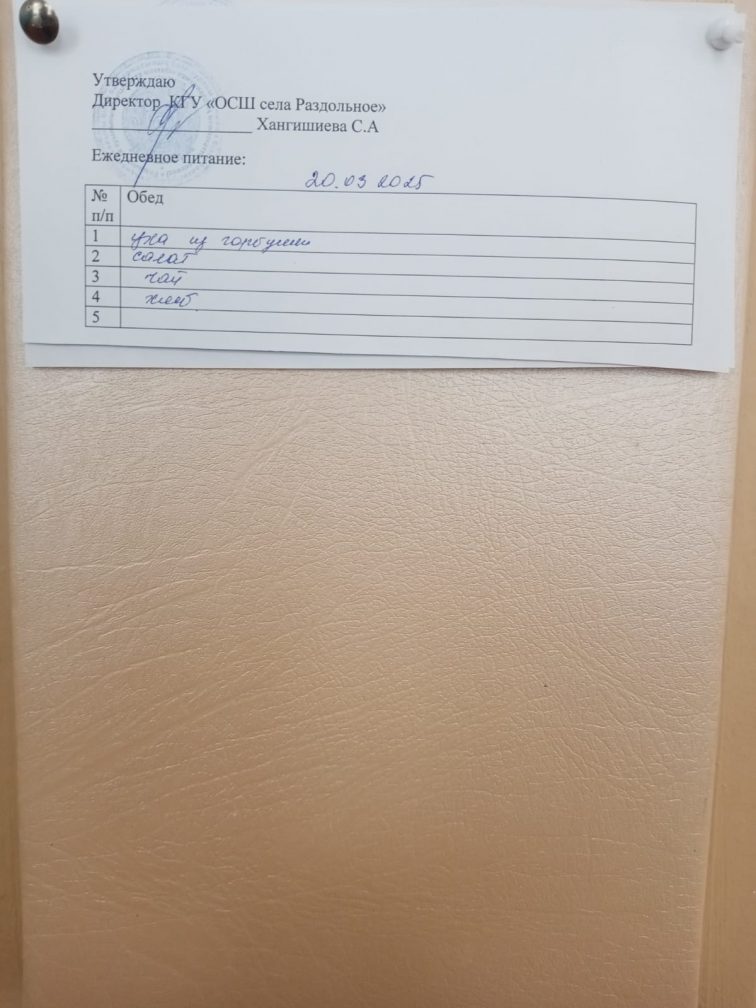 Утверждаю
Директор КГУ «ОСШ села Раздольное»
____________________ Хангишиева С.А
Ежедневное питание:
20.03 2025
№ п/п Обед
1 уха из горбуши
2 салат
3 чай
4 хлеб
5